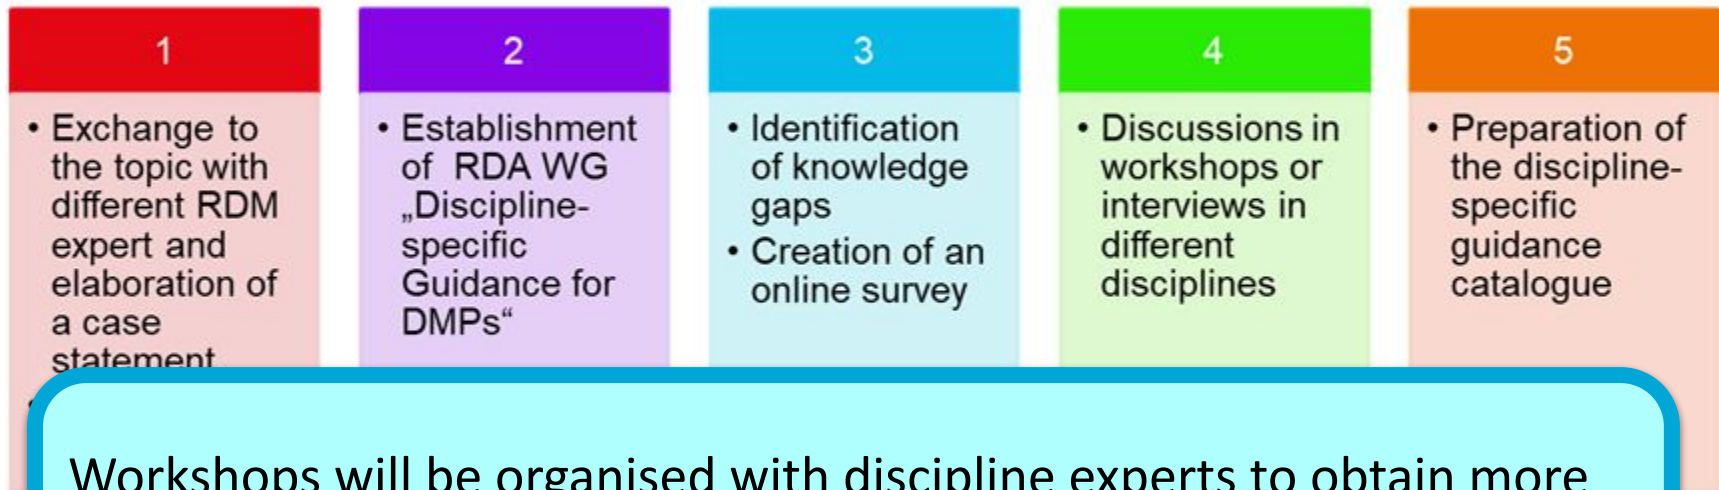 1
• Exchange to
the topic with
different RDM
expert and
elaboration of
a case
statement
2
• Establishment
of RDA WG
„Discipline-
specific
Guidance for
DMPs“
3
• Identification
of knowledge
gaps
• Creation of an
online survey
4
• Discussions in
workshops or
interviews in
different
disciplines
5
• Preparation of
the discipline-
specific
guidance
catalogue
Workshops will be organised with discipline experts to obtain more